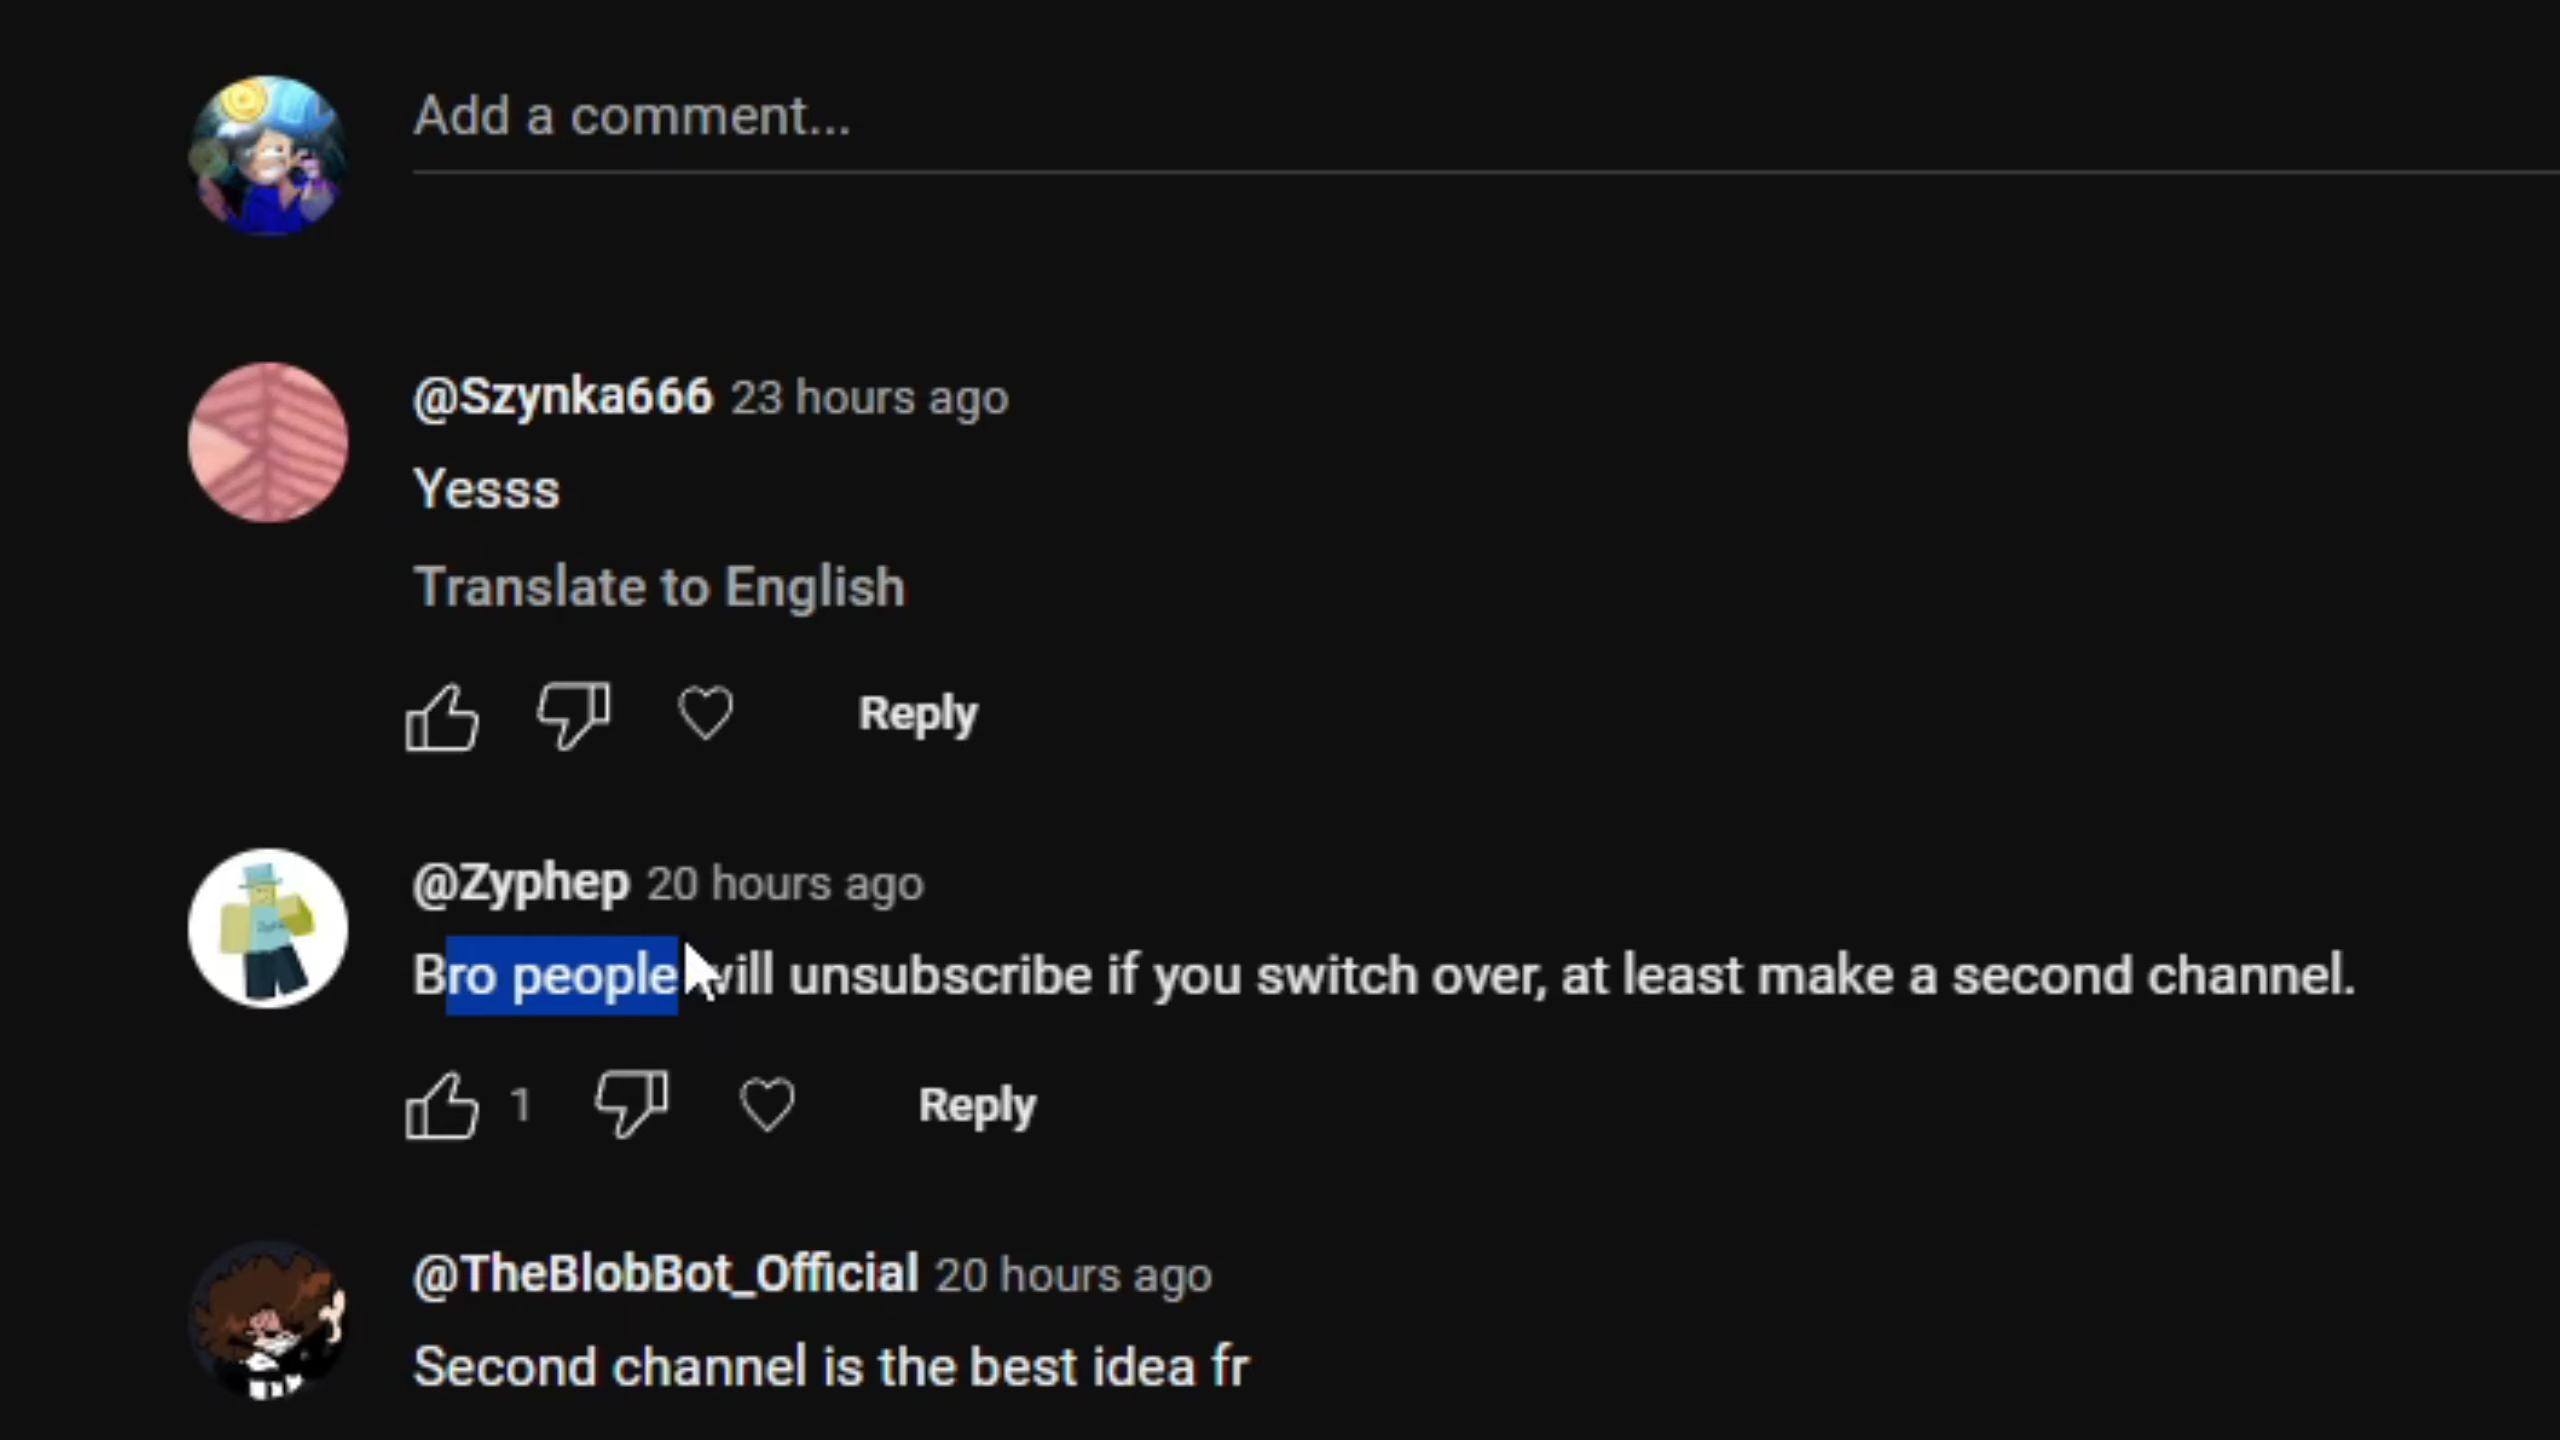 Add a comment...
@Szynka666 23 hours ago
Yesss
Translate to English
Reply
@Zyphep 20 hours ago
Bro people will unsubscribe if you switch over, at least make a second channel.
1 Reply
@TheBlobBot_Official 20 hours ago
Second channel is the best idea fr